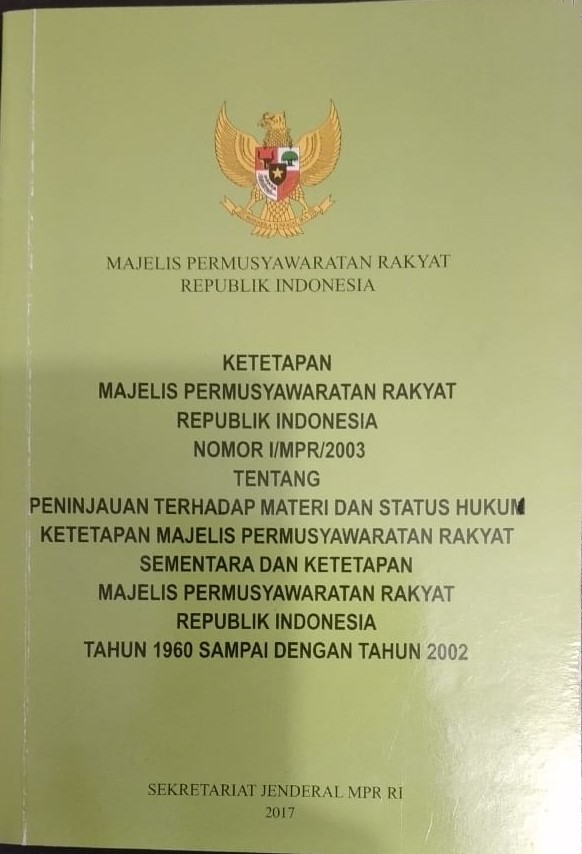 MAJELIS PERMUSYAWARATAN RAKYAT
REPUBLIK INDONESIA
KETETAPAN
MAJELIS PERMUSYAWARATAN RAKYAT
REPUBLIK INDONESIA
NOMOR I/MPR/2003
TENTANG
PENINJAUAN TERHADAP MATERI DAN STATUS HUKUM
KETETAPAN MAJELIS PERMUSYAWARATAN RAKYAT
SEMENTARA DAN KETETAPAN
MAJELIS PERMUSYAWARATAN RAKYAT
REPUBLIK INDONESIA
TAHUN 1960 SAMPAI DENGAN TAHUN 2002
SEKRETARIAT JENDERAL MPR RI
2017